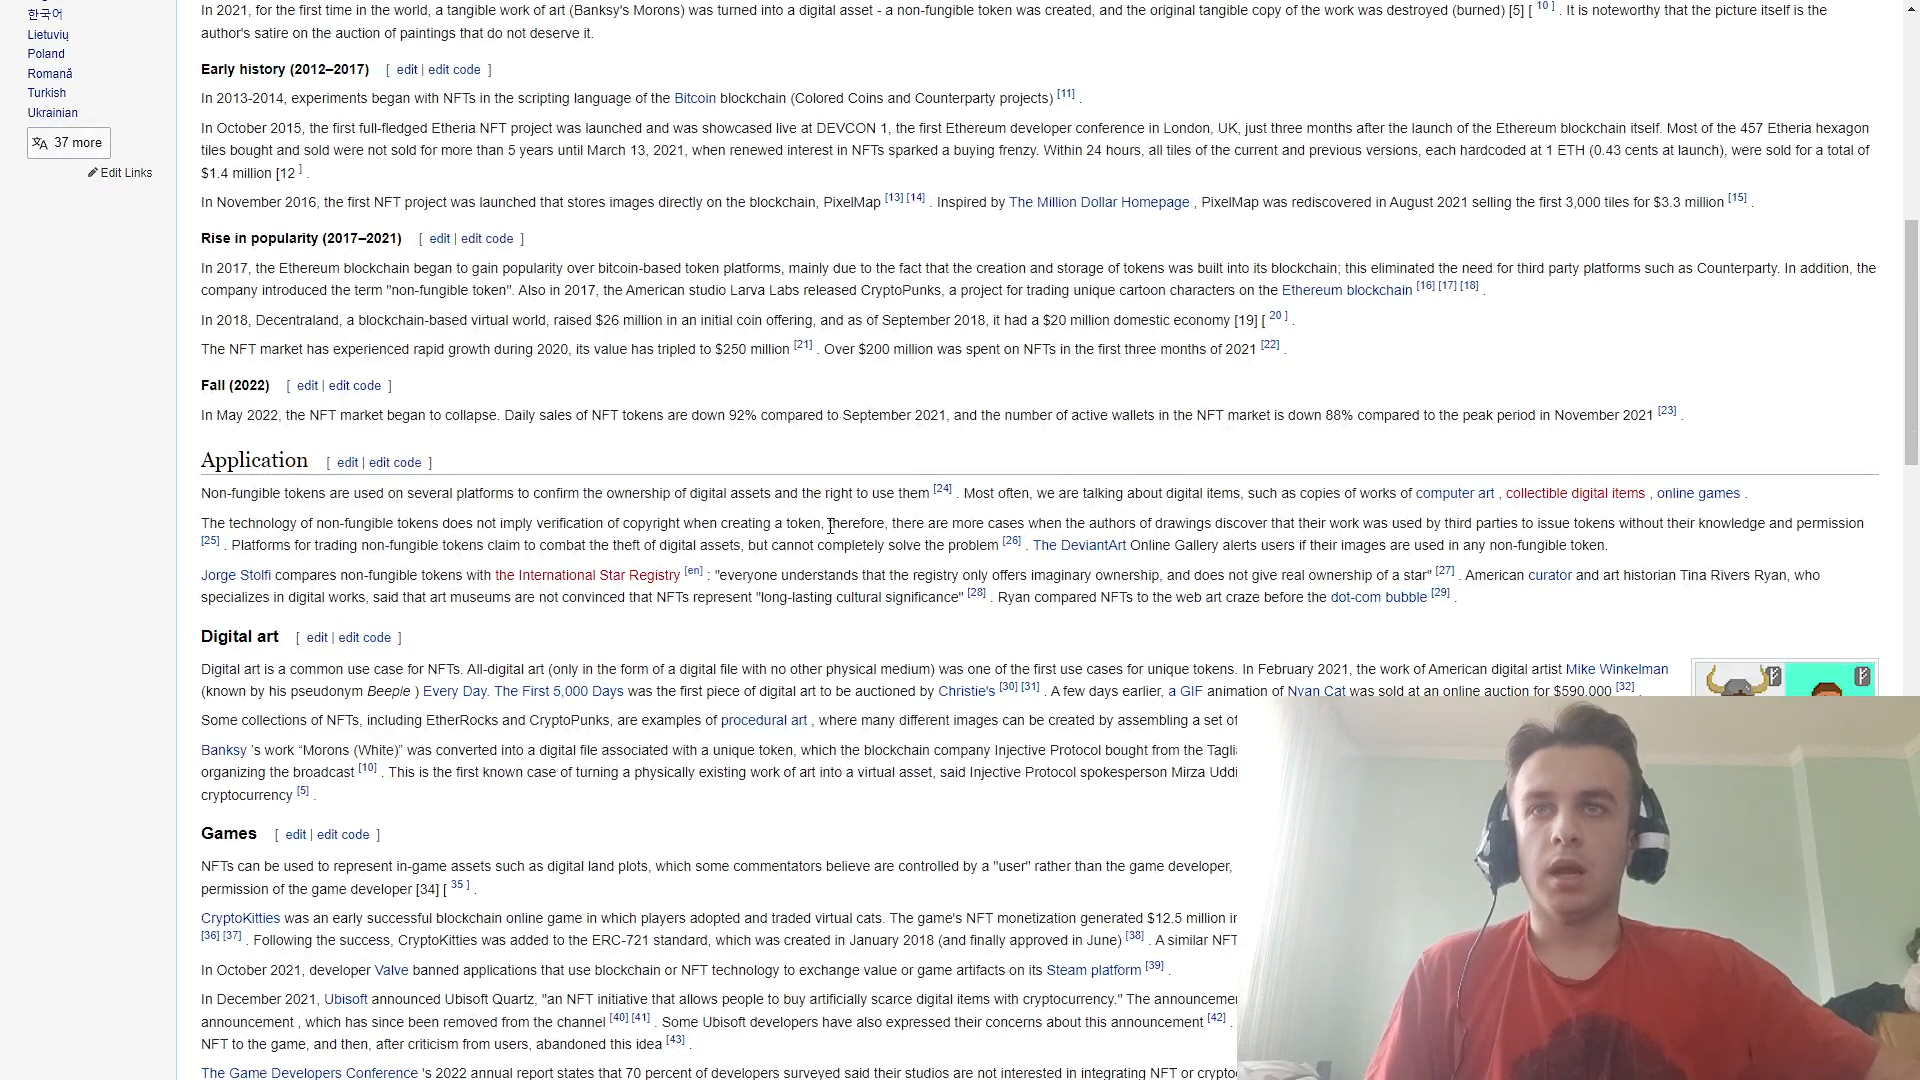 한국어
Lietuvių
Poland
Romană
Turkish
Ukrainian
37 more
Edit Links
In 2021, for the first time in the world, a tangible work of art (Banksy's Morons) was turned into a digital asset - a non-fungible token was created, and the original tangible copy of the work was destroyed (burned) [5] [ 10 ] . It is noteworthy that the picture itself is the
author's satire on the auction of paintings that do not deserve it.
Early history (2012–2017) [ edit | edit code ]
In 2013-2014, experiments began with NFTs in the scripting language of the Bitcoin blockchain (Colored Coins and Counterparty projects) [11] .
In October 2015, the first full-fledged Etheria NFT project was launched and was showcased live at DEVCON 1, the first Ethereum developer conference in London, UK, just three months after the launch of the Ethereum blockchain itself. Most of the 457 Etheria hexagon
tiles bought and sold were not sold for more than 5 years until March 13, 2021, when renewed interest in NFTs sparked a buying frenzy. Within 24 hours, all tiles of the current and previous versions, each hardcoded at 1 ETH (0.43 cents at launch), were sold for a total of
$1.4 million [12 ] .
In November 2016, the first NFT project was launched that stores images directly on the blockchain, PixelMap [13] [14] . Inspired by The Million Dollar Homepage , PixelMap was rediscovered in August 2021 selling the first 3,000 tiles for $3.3 million [15] .
Rise in popularity (2017–2021) [ edit | edit code ]
In 2017, the Ethereum blockchain began to gain popularity over bitcoin-based token platforms, mainly due to the fact that the creation and storage of tokens was built into its blockchain; this eliminated the need for third party platforms such as Counterparty. In addition, the
company introduced the term "non-fungible token". Also in 2017, the American studio Larva Labs released CryptoPunks, a project for trading unique cartoon characters on the Ethereum blockchain [16] [17] [18] .
In 2018, Decentraland, a blockchain-based virtual world, raised $26 million in an initial coin offering, and as of September 2018, it had a $20 million domestic economy [19] [ 20 ] .
The NFT market has experienced rapid growth during 2020, its value has tripled to $250 million [21] . Over $200 million was spent on NFTs in the first three months of 2021 [22] .
Fall (2022) [ edit | edit code ]
In May 2022, the NFT market began to collapse. Daily sales of NFT tokens are down 92% compared to September 2021, and the number of active wallets in the NFT market is down 88% compared to the peak period in November 2021 [23] .
Application [ edit | edit code ]
Non-fungible tokens are used on several platforms to confirm the ownership of digital assets and the right to use them [24] . Most often, we are talking about digital items, such as copies of works of computer art , collectible digital items , online games .
The technology of non-fungible tokens does not imply verification of copyright when creating a token, therefore, there are more cases when the authors of drawings discover that their work was used by third parties to issue tokens without their knowledge and permission
[25] . Platforms for trading non-fungible tokens claim to combat the theft of digital assets, but cannot completely solve the problem [26] . The DeviantArt Online Gallery alerts users if their images are used in any non-fungible token.
Jorge Stolfi compares non-fungible tokens with the International Star Registry [en] : "everyone understands that the registry only offers imaginary ownership, and does not give real ownership of a star" [27] . American curator and art historian Tina Rivers Ryan, who
specializes in digital works, said that art museums are not convinced that NFTs represent "long-lasting cultural significance" [28] . Ryan compared NFTs to the web art craze before the dot-com bubble [29] .
Digital art [ edit | edit code ]
Digital art is a common use case for NFTs. All-digital art (only in the form of a digital file with no other physical medium) was one of the first use cases for unique tokens. In February 2021, the work of American digital artist Mike Winkelman
(known by his pseudonym Beeple ) Every Day. The First 5,000 Days was the first piece of digital art to be auctioned by Christie's [30] [31] . A few days earlier, a GIF animation of Nyan Cat was sold at an online auction for $590,000 [32] .
Some collections of NFTs, including EtherRocks and CryptoPunks, are examples of procedural art , where many different images can be created by assembling a set of
Banksy 's work “Morons (White)” was converted into a digital file associated with a unique token, which the blockchain company Injective Protocol bought from the
organizing the broadcast [10] . This is the first known case of turning a physically existing work of art into a virtual asset, said Injective Protocol spokesperson Mirza
cryptocurrency [5] .
Games [ edit | edit code ]
NFTs can be used to represent in-game assets such as digital land plots, which some commentators believe are controlled by a "user" rather than the game developer,
permission of the game developer [34] [ 35 ] .
CryptoKitties was an early successful blockchain online game in which players adopted and traded virtual cats. The game's NFT monetization generated $12.5 million
[36] [37] . Following the success, CryptoKitties was added to the ERC-721 standard, which was created in January 2018 (and finally approved in June) [38] . A similar NFT
In October 2021, developer Valve banned applications that use blockchain or NFT technology to exchange value or game artifacts on its Steam platform [39] .
In December 2021, Ubisoft announced Ubisoft Quartz, "an NFT initiative that allows people to buy artificially scarce digital items with cryptocurrency." The
announcement , which has since been removed from the channel [40] [41] . Some Ubisoft developers have also expressed their concerns about this announcement [42] .
NFT to the game, and then, after criticism from users, abandoned this idea [43] .
The Game Developers Conference 's 2022 annual report states that 70 percent of developers surveyed said their studios are not interested in integrating NFT or